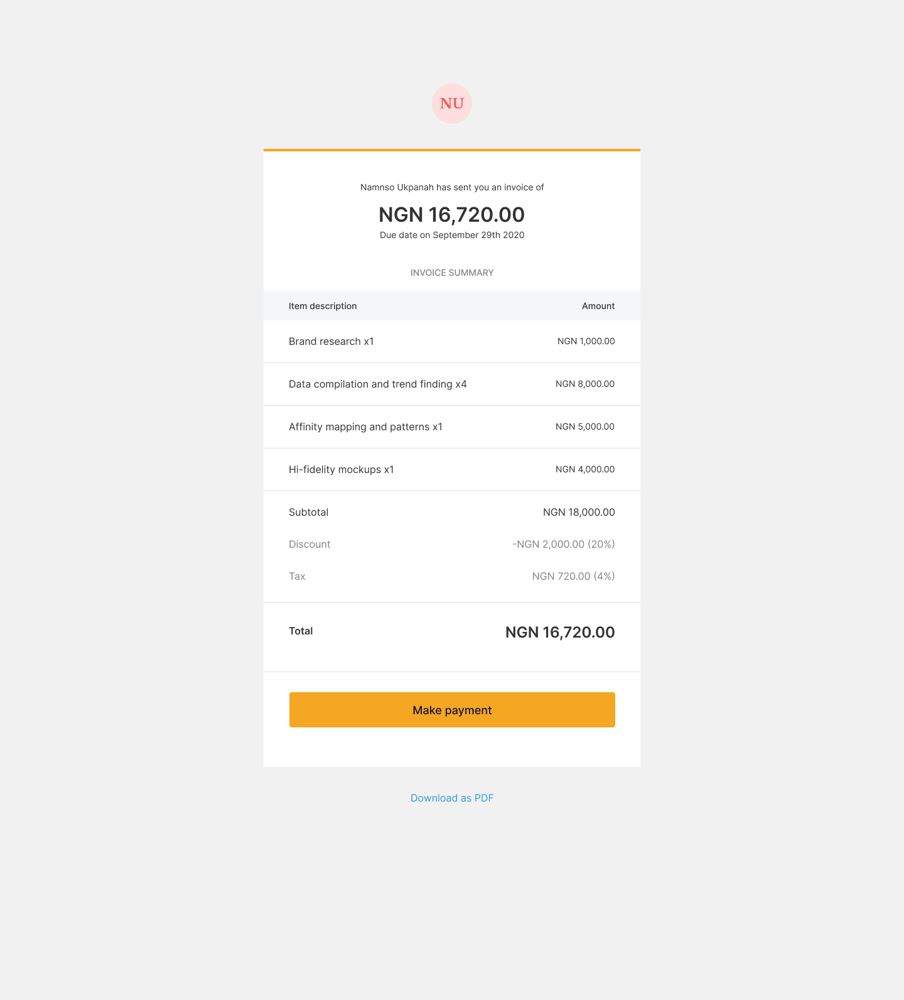 NU
Namnso Ukpanah has sent you an invoice of
NGN 16,720.00
Due date on September 29th 2020
INVOICE SUMMARY
Item description Amount
Brand research x1 NGN 1,000.00
Data compilation and trend finding x4 NGN 8,000.00
Affinity mapping and patterns x1 NGN 5,000.00
Hi-fidelity mockups x1 NGN 4,000.00
Subtotal NGN 18,000.00
Discount -NGN 2,000.00 (20%)
Tax NGN 720.00 (4%)
Total NGN 16,720.00
Make payment
Download as PDF